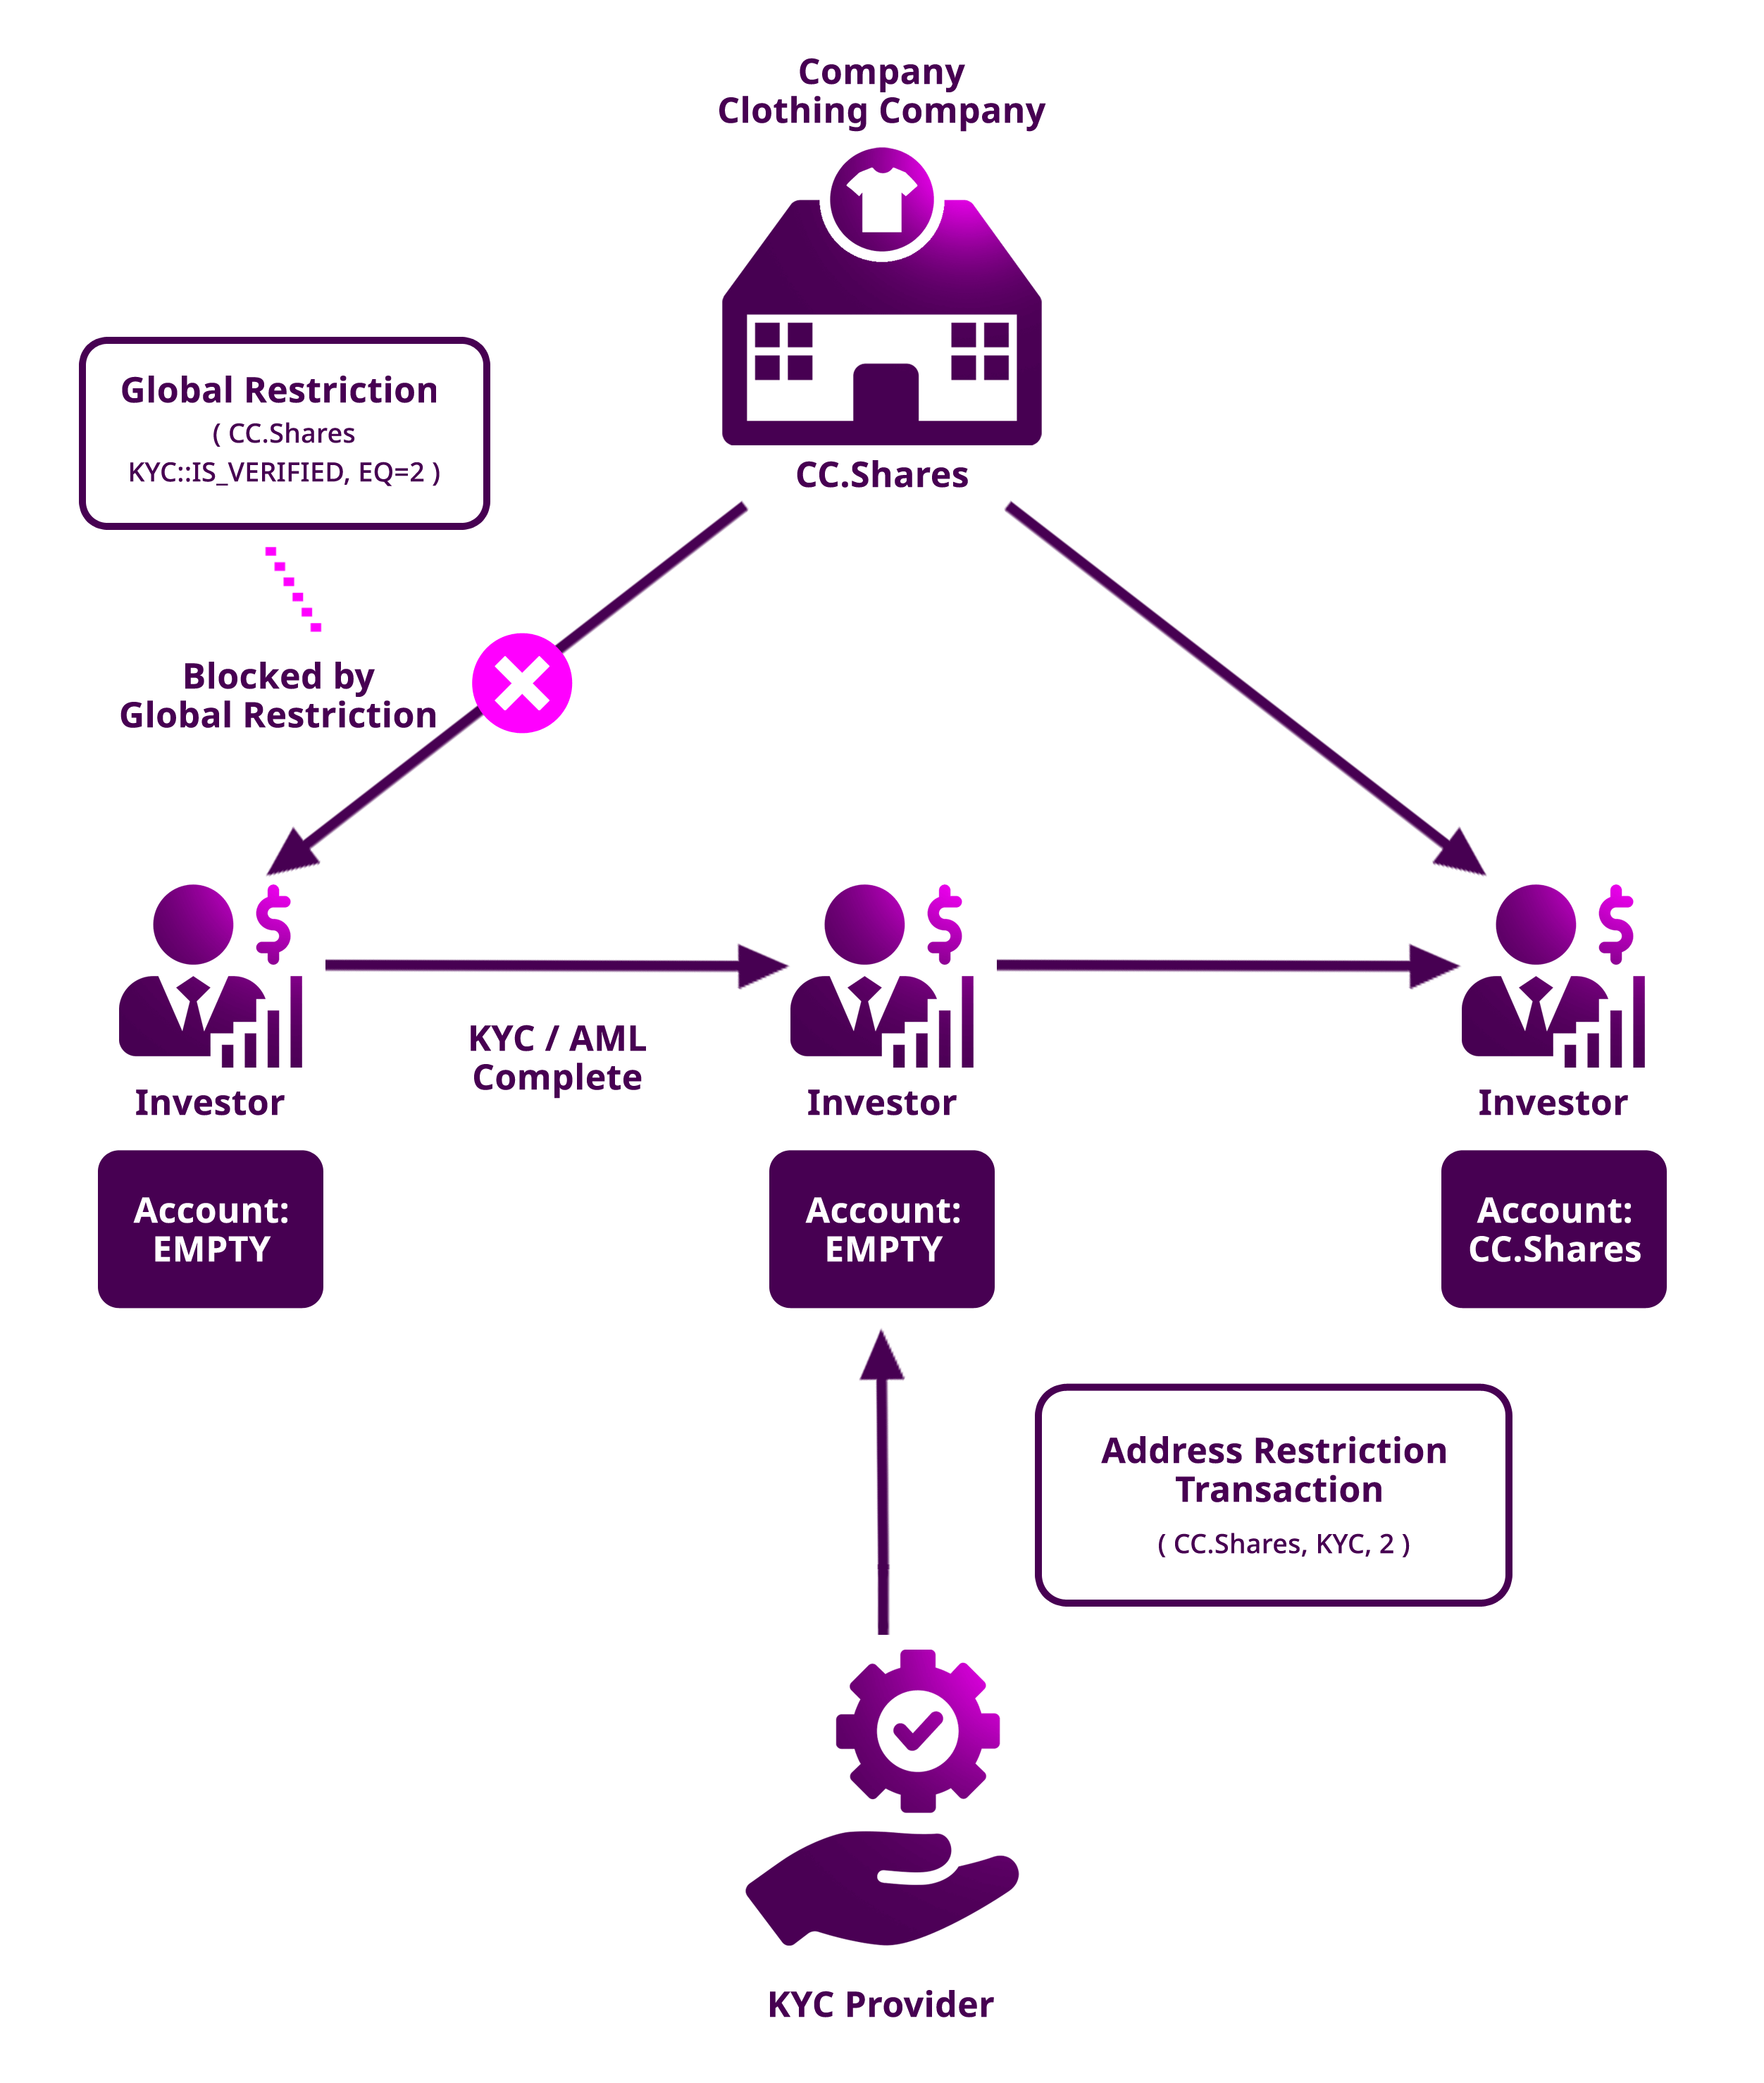 Company
Clothing Company
CC.Shares
Global Restriction
( CC.Shares
KYC::IS_VERIFIED, EQ=2 )
Blocked by
Global Restriction
$
$
$
KYC / AML
Complete
Investor
Investor
Investor
Account:
EMPTY
Account:
EMPTY
Account:
CC.Shares
Address Restriction
Transaction
( CC.Shares, KYC, 2 )
KYC Provider